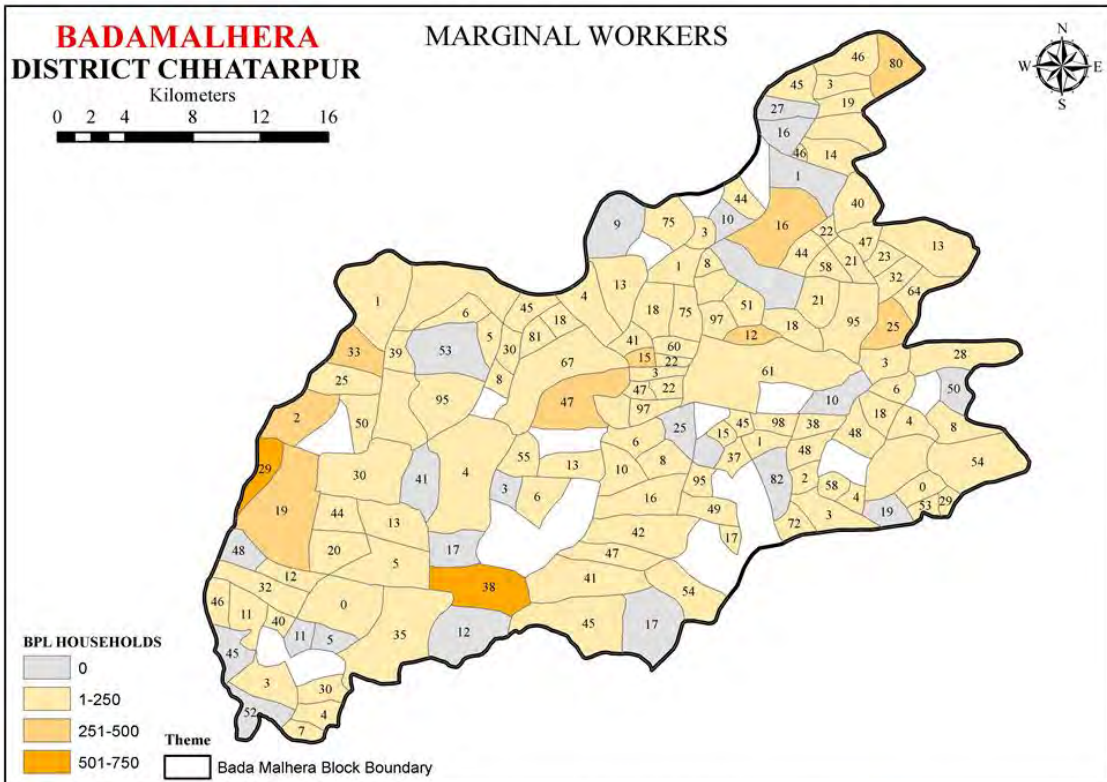 BADAMALHERA
DISTRICT CHHATARPUR
MARGINAL WORKERS
Kilometers
0 2 4 8 12 16
N
W E
S
46 80
45 3
27 19
16
46 14
1
44 40
9 75 10 16
3 22 47 13
44 23
1 8 58 21 32
1 13 64
4
6 45 18 75 51 21
18 97 18 95 25
33 39 53 5 81 41 60 12
30 15 22 3 28
25 67 3 61
8 47 22 6 50
2 95 47 97 10
50 25 45 98 38 18 4 8
6 15 1 48
29 30 55 13 8 37 48 54
41 4 10 95 82 2 58 0
3 6 16 4
19 44 49 19 53 29
13 72 3
42 17
48 20 17 47
12 5
32 38 41 54
46 0
11 40 35 45 17
11 5 12
45
3 30
52 4
7
BPL HOUSEHOLDS
0
1-250
251-500
501-750
Theme
Bada Malhera Block Boundary